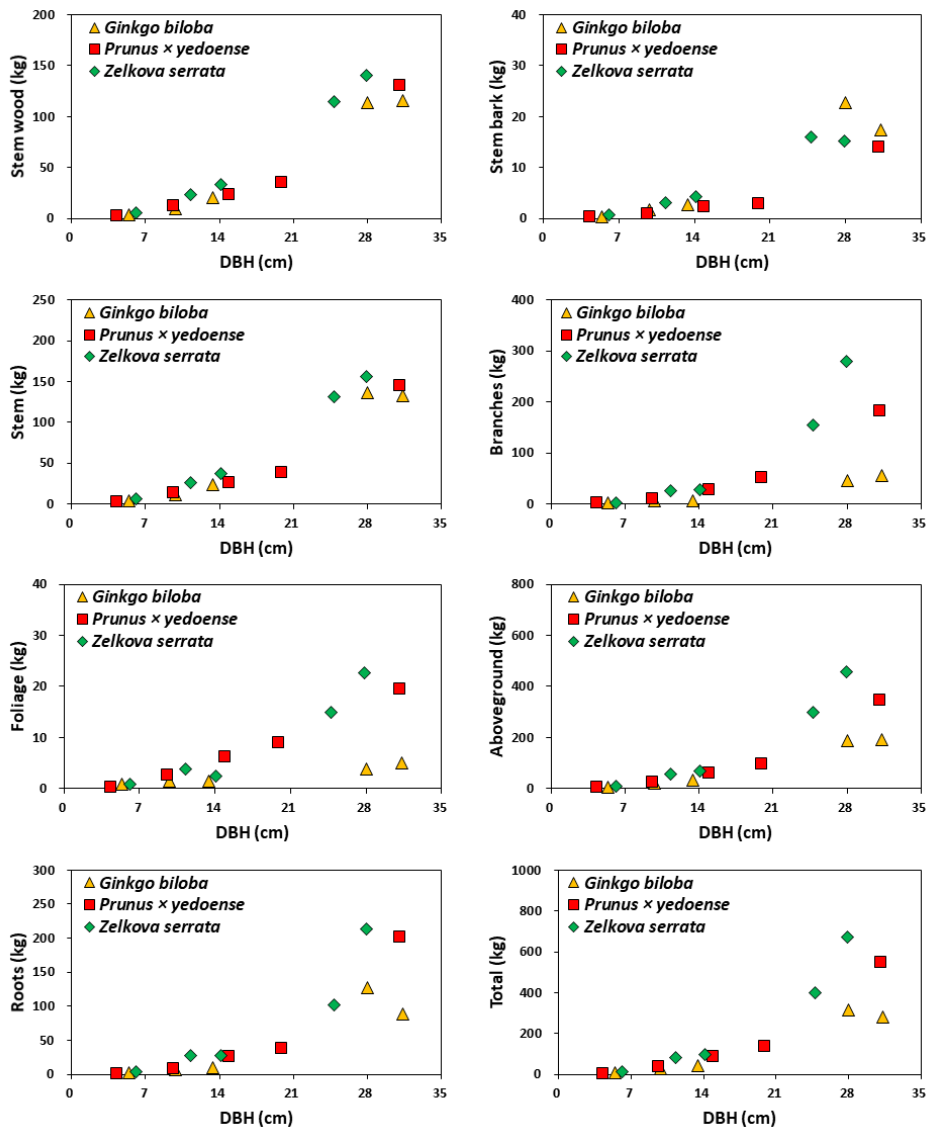 Stem wood (kg)
200
150
100
50
0
Ginkgo biloba
Prunus × yedoense
Zelkova serrata
0 7 14 21 28 35
DBH (cm)
Stem bark (kg)
40
30
20
10
0
Ginkgo biloba
Prunus × yedoense
Zelkova serrata
0 7 14 21 28 35
DBH (cm)
Stem (kg)
250
200
150
100
50
0
Ginkgo biloba
Prunus × yedoense
Zelkova serrata
0 7 14 21 28 35
DBH (cm)
Branches (kg)
400
300
200
100
0
Ginkgo biloba
Prunus × yedoense
Zelkova serrata
0 7 14 21 28 35
DBH (cm)
Foliage (kg)
40
30
20
10
0
Ginkgo biloba
Prunus × yedoense
Zelkova serrata
0 7 14 21 28 35
DBH (cm)
Aboveground (kg)
800
600
400
200
0
Ginkgo biloba
Prunus × yedoense
Zelkova serrata
0 7 14 21 28 35
DBH (cm)
Roots (kg)
300
250
200
150
100
50
0
Ginkgo biloba
Prunus × yedoense
Zelkova serrata
0 7 14 21 28 35
DBH (cm)
Total (kg)
1000
800
600
400
200
0
Ginkgo biloba
Prunus × yedoense
Zelkova serrata
0 7 14 21 28 35
DBH (cm)